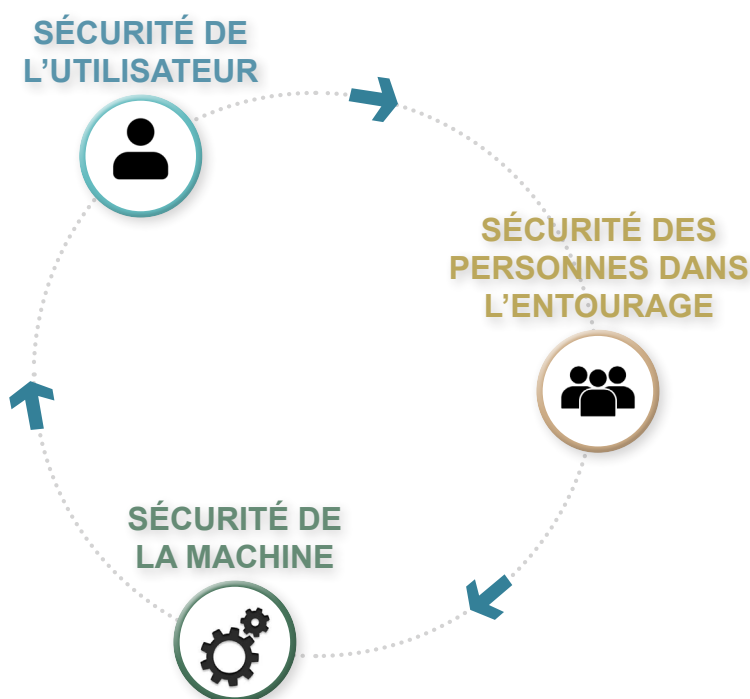 SÉCURITÉ DE
L’UTILISATEUR
SÉCURITÉ DES
PERSONNES DANS
L’ENTOURAGE
SÉCURITÉ DE
LA MACHINE